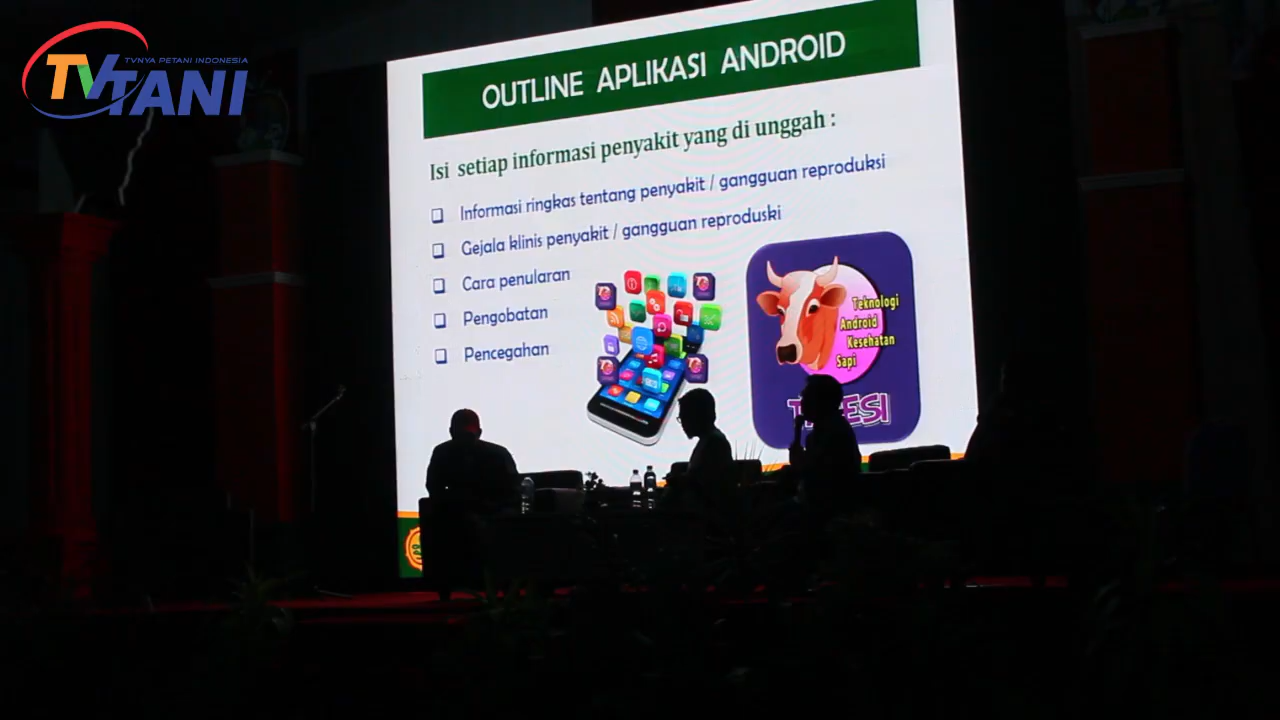 TVNYA PETANI INDONESIA
TVTANI
OUTLINE APLIKASI ANDROID
Isi setiap informasi penyakit yang di unggah :
Informasi ringkas tentang penyakit / gangguan reproduksi
Gejala klinis penyakit / gangguan reproduski
Cara penularan
Pengobatan
Pencegahan
Teknologi
Android
Kesehatan
Sapi